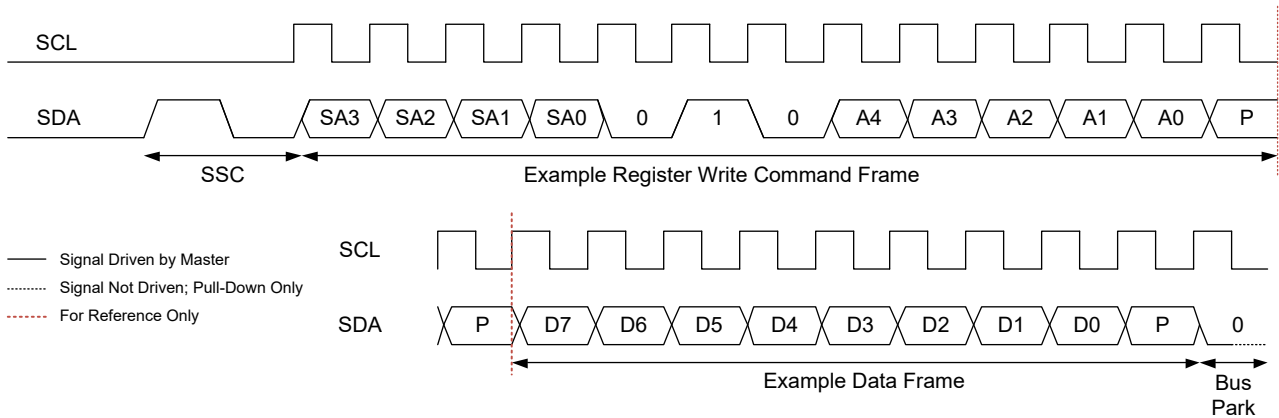 SCL
SDA SA3 SA2 SA1 SA0 0 1 0 A4 A3 A2 A1 A0 P
SSC Example Register Write Command Frame
Signal Driven by Master
Signal Not Driven; Pull-Down Only
For Reference Only
SCL
SDA P D7 D6 D5 D4 D3 D2 D1 D0 P 0
Example Data Frame
Bus
Park